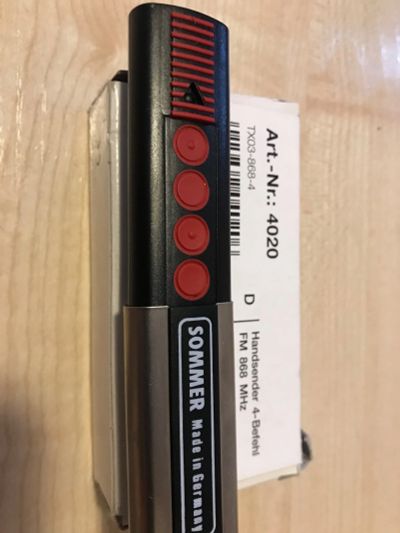 Art.-Nr.: 4020
TX03-868-4
D
Handsender 4-Befehl
FM 868 MHz
SOMMER Made in Germany